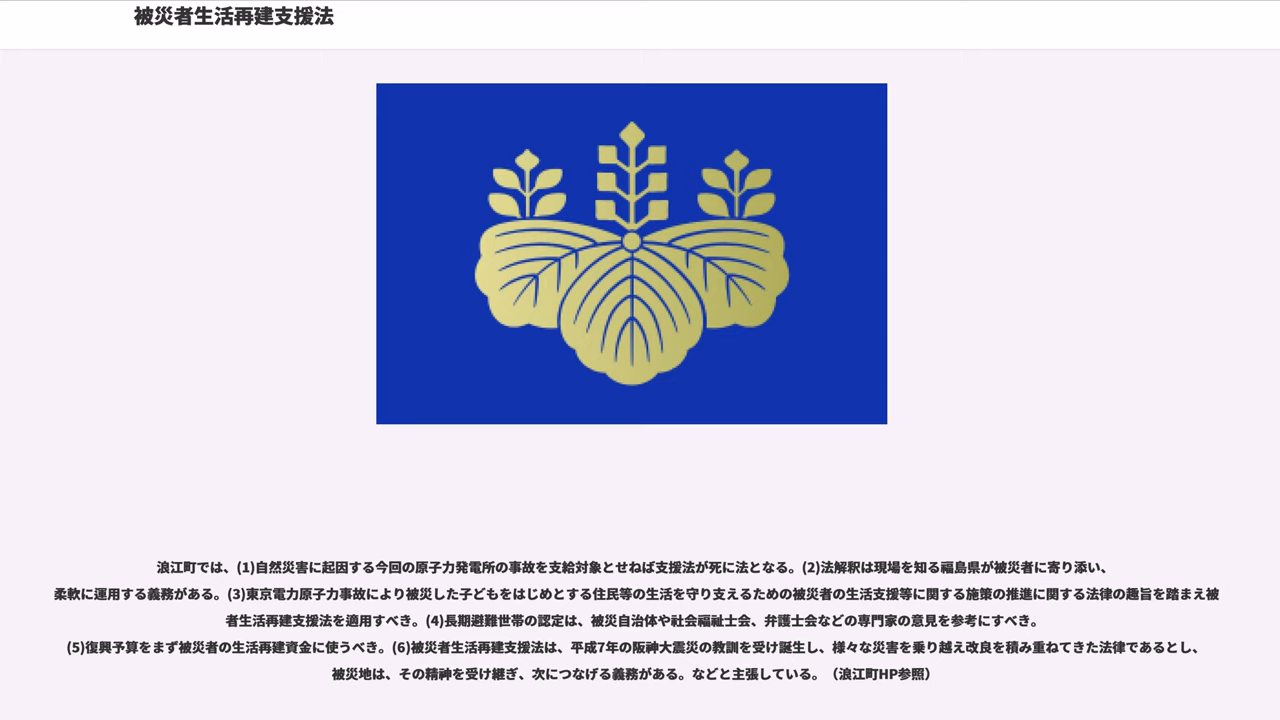 被災者生活再建支援法
浪江町では、(1)自然災害に起因する今回の原子力発電所の事故を支給対象とせねば支援法が死に法となる。(2)法解釈は現場を知る福島県が被災者に寄り添い、
柔軟に運用する義務がある。(3)東京電力原子力事故により被災した子どもをはじめとする住民等の生活を守り支えるための被災者の生活支援等に関する施策の推進に関する法律の趣旨を踏まえ被
者生活再建支援法を適用すべき。(4)長期避難世帯の認定は、被災自治体や社会福祉士会、弁護士会などの専門家の意見を参考にすべき。
(5)復興予算をまず被災者の生活再建資金に使うべき。(6)被災者生活再建支援法は、平成7年の阪神大震災の教訓を受け誕生し、様々な災害を乗り越え改良を積み重ねてきた法律であるとし、
被災地は、その精神を受け継ぎ、次につなげる義務がある。などと主張している。（浪江町HP参照）